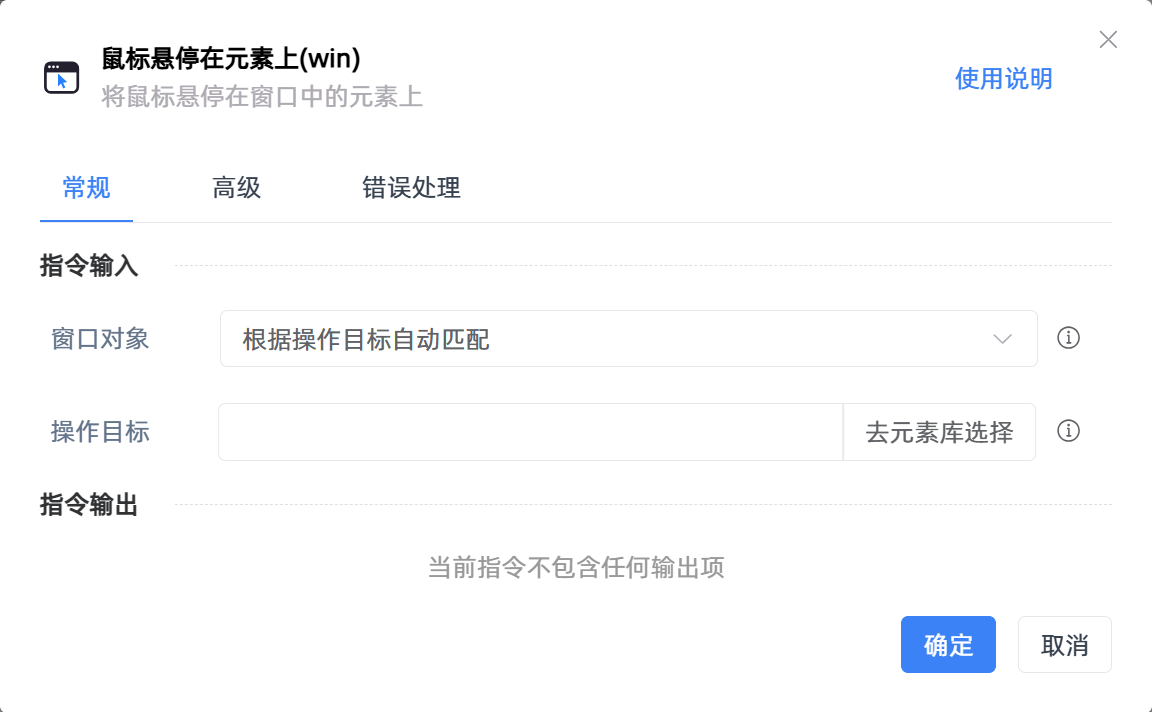 鼠标悬停在元素上(win)
将鼠标悬停在窗口中的元素上
使用说明
常规 高级 错误处理
指令输入
窗口对象 根据操作目标自动匹配
操作目标 去元素库选择
指令输出
当前指令不包含任何输出项
确定 取消